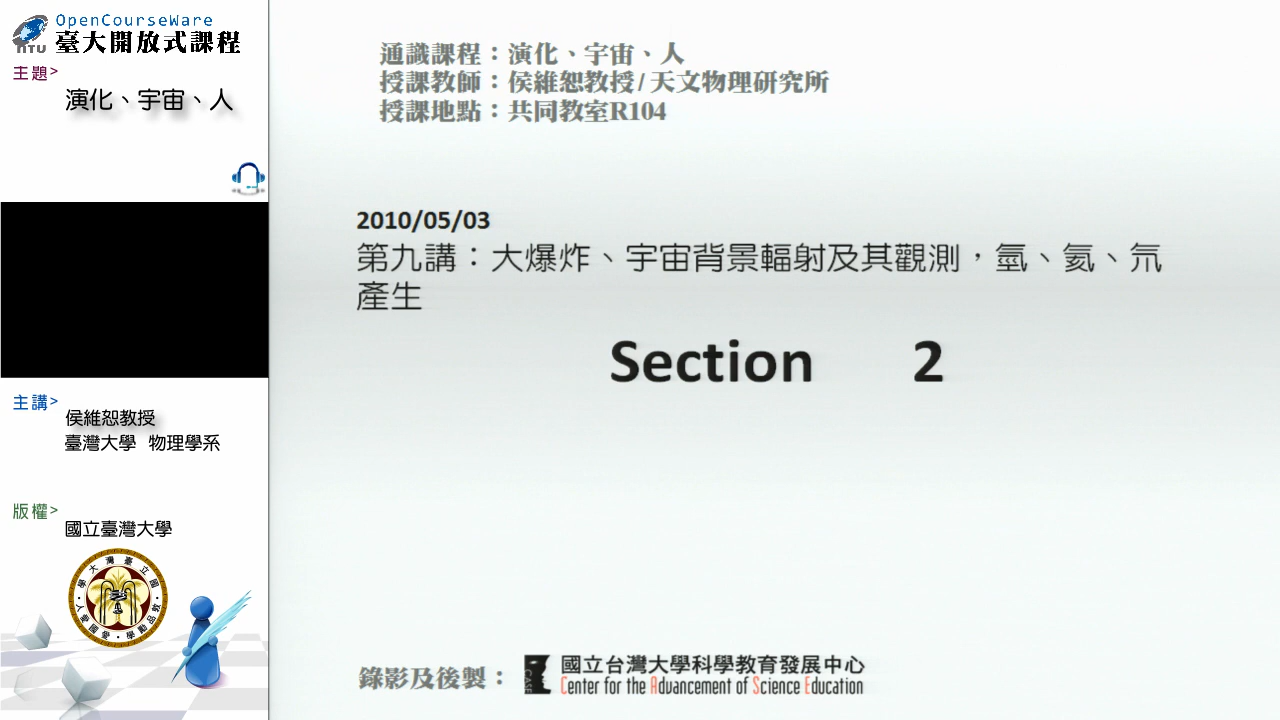 OpenCourseWare
NTU
臺大開放式課程
主題>
演化、宇宙、人
主講>
侯維恕教授
臺灣大學 物理學系
版權>
國立臺灣大學
通識課程：演化、宇宙、人
授課教師：侯維恕教授/天文物理研究所
授課地點：共同教室R104
2010/05/03
第九講：大爆炸、宇宙背景輻射及其觀測，氫、氦、氘
產生
Section 2
錄影及後製：
CASE
國立台灣大學科學教育發展中心
Center for the Advancement of Science Education